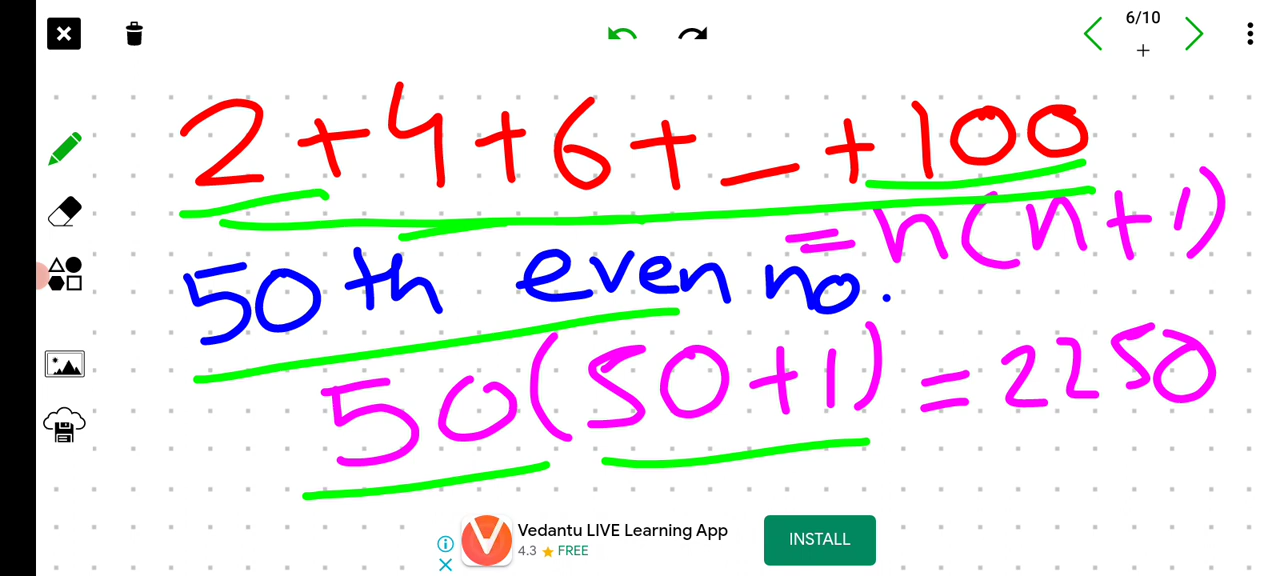 6/10
+
2+4+6+_+100
=n(n+1)
50th even no.
50(50+1)=2250
Vedantu LIVE Learning App
4.3 ★ FREE
INSTALL